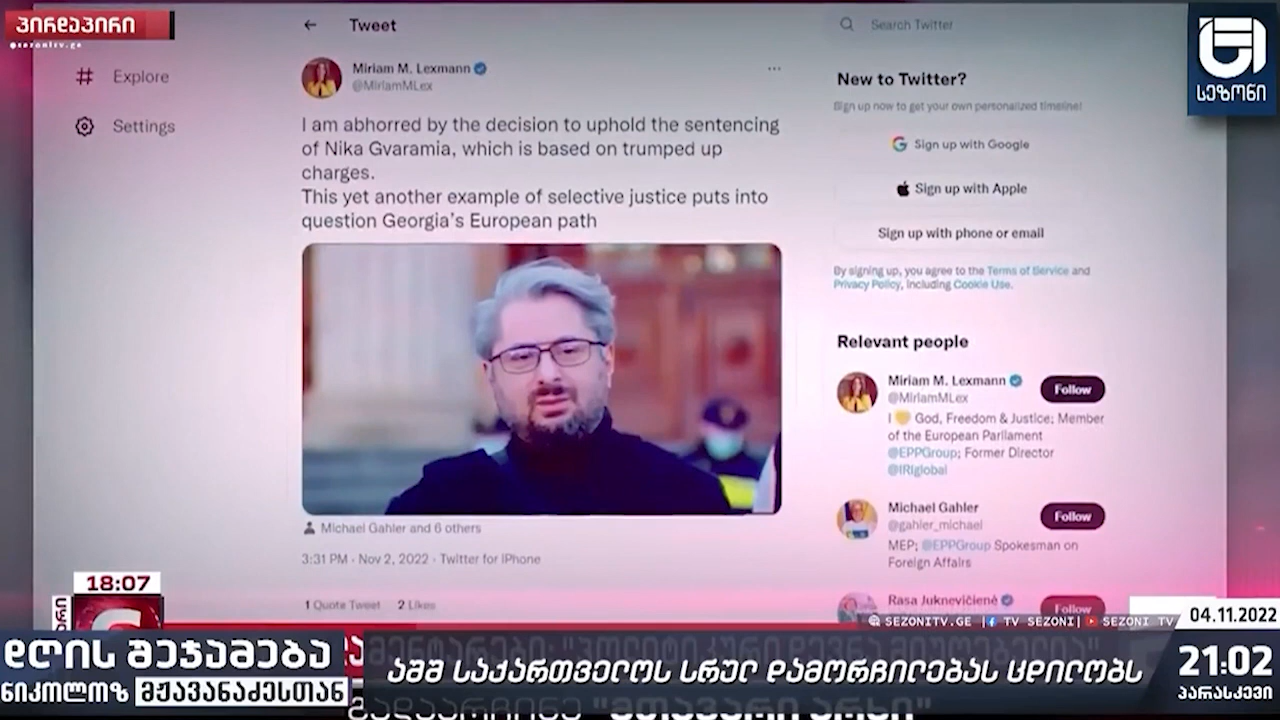 ᲞᲘᲠᲓᲐᲞᲘᲠᲘ
@sezonitv.ge
ᲡᲔᲖᲝᲜᲘ
Tweet
Search Twitter
Explore
Settings
Miriam M. Lexmann
@MiriamMLex
I am abhorred by the decision to uphold the sentencing
of Nika Gvaramia, which is based on trumped up
charges.
This yet another example of selective justice puts into
question Georgia's European path
Michael Gahler and 6 others
3:31 PM · Nov 2, 2022 · Twitter for iPhone
1 Quote Tweet 2 Likes
New to Twitter?
Sign up now to get your own personalized timeline!
Sign up with Google
Sign up with Apple
Sign up with phone or email
By signing up, you agree to the Terms of Service and
Privacy Policy, including Cookie Use.
Relevant people
Miriam M. Lexmann
@MiriamMLex
Follow
I 💛 God, Freedom & Justice; Member
of the European Parliament
@EPPGroup; Former Director
@IRIglobal
Michael Gahler
@gahler_michael
Follow
MEP; @EPPGroup Spokesman on
Foreign Affairs
Rasa Juknevičienė
Follow
18:07
SEZONITV.GE | TV SEZONI | SEZONI TV
04.11.2022
ᲓᲦᲘᲡ ᲨᲔᲯᲐᲛᲔᲑᲐ
ᲜᲘᲙᲝᲚᲝᲖ ᲛᲟᲐᲕᲐᲜᲐᲫᲔᲡᲗᲐᲜ
ᲐᲨᲨ ᲡᲐᲥᲐᲠᲗᲕᲔᲚᲝᲡ ᲡᲠᲣᲚ ᲓᲐᲛᲝᲠᲩᲘᲚᲔᲑᲐᲡ ᲪᲓᲘᲚᲝᲑᲡ
21:02
ᲞᲐᲠᲐᲡᲙᲔᲕᲘ